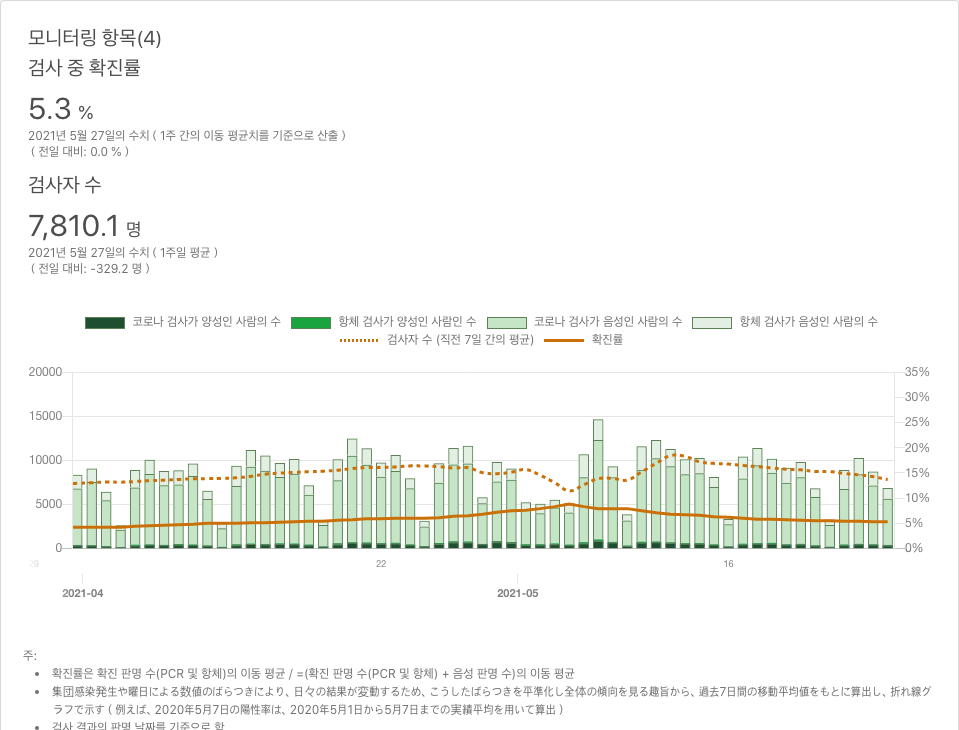 모니터링 항목(4)
검사 중 확진률
5.3 %
2021년 5월 27일의 수치 ( 1주 간의 이동 평균치를 기준으로 산출 )
( 전일 대비: 0.0 % )
검사자 수
7,810.1 명
2021년 5월 27일의 수치 ( 1주일 평균 )
( 전일 대비: -329.2 명 )
코로나 검사가 양성인 사람의 수 항체 검사가 양성인 사람인 수 코로나 검사가 음성인 사람의 수 항체 검사가 음성인 사람의 수
검사자 수 (직전 7일 간의 평균) 확진률
20000 35%
30%
15000 25%
20%
10000 15%
10%
5000 5%
0 0%
22 16
2021-04 2021-05
주:
• 확진률은 확진 판명 수(PCR 및 항체)의 이동 평균 / =(확진 판명 수(PCR 및 항체) + 음성 판명 수)의 이동 평균
• 集団感染発生や曜日による数値のばらつきにより、日々の結果が変動するため、こうしたばらつきを平準化し全体の傾向を見る趣旨から、過去7日間の移動平均値をもとに算出し、折れ線グ
ラフで示す ( 例えば、2020年5月7日の陽性率は、2020年5月1日から5月7日までの実績平均を用いて算出 )
• 검사 결과의 판명 날짜를 기준으로 함